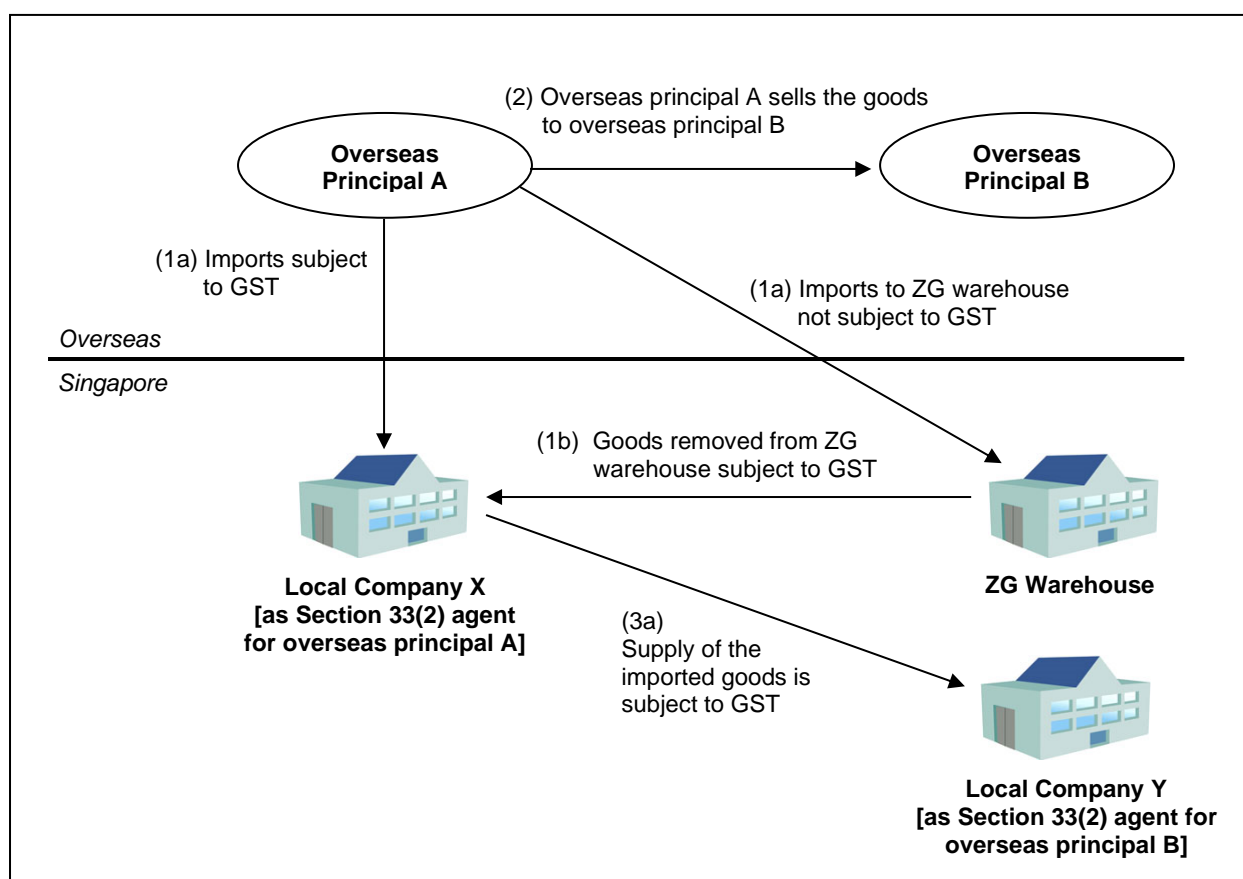 (2) Overseas principal A sells the goods
to overseas principal B
Overseas
Principal A
Overseas
Principal B
(1a) Imports subject
to GST
(1a) Imports to ZG warehouse
not subject to GST
Overseas
Singapore
(1b) Goods removed from ZG
warehouse subject to GST
Local Company X
[as Section 33(2) agent
for overseas principal A]
ZG Warehouse
(3a)
Supply of the
imported goods is
subject to GST
Local Company Y
[as Section 33(2) agent for
overseas principal B]